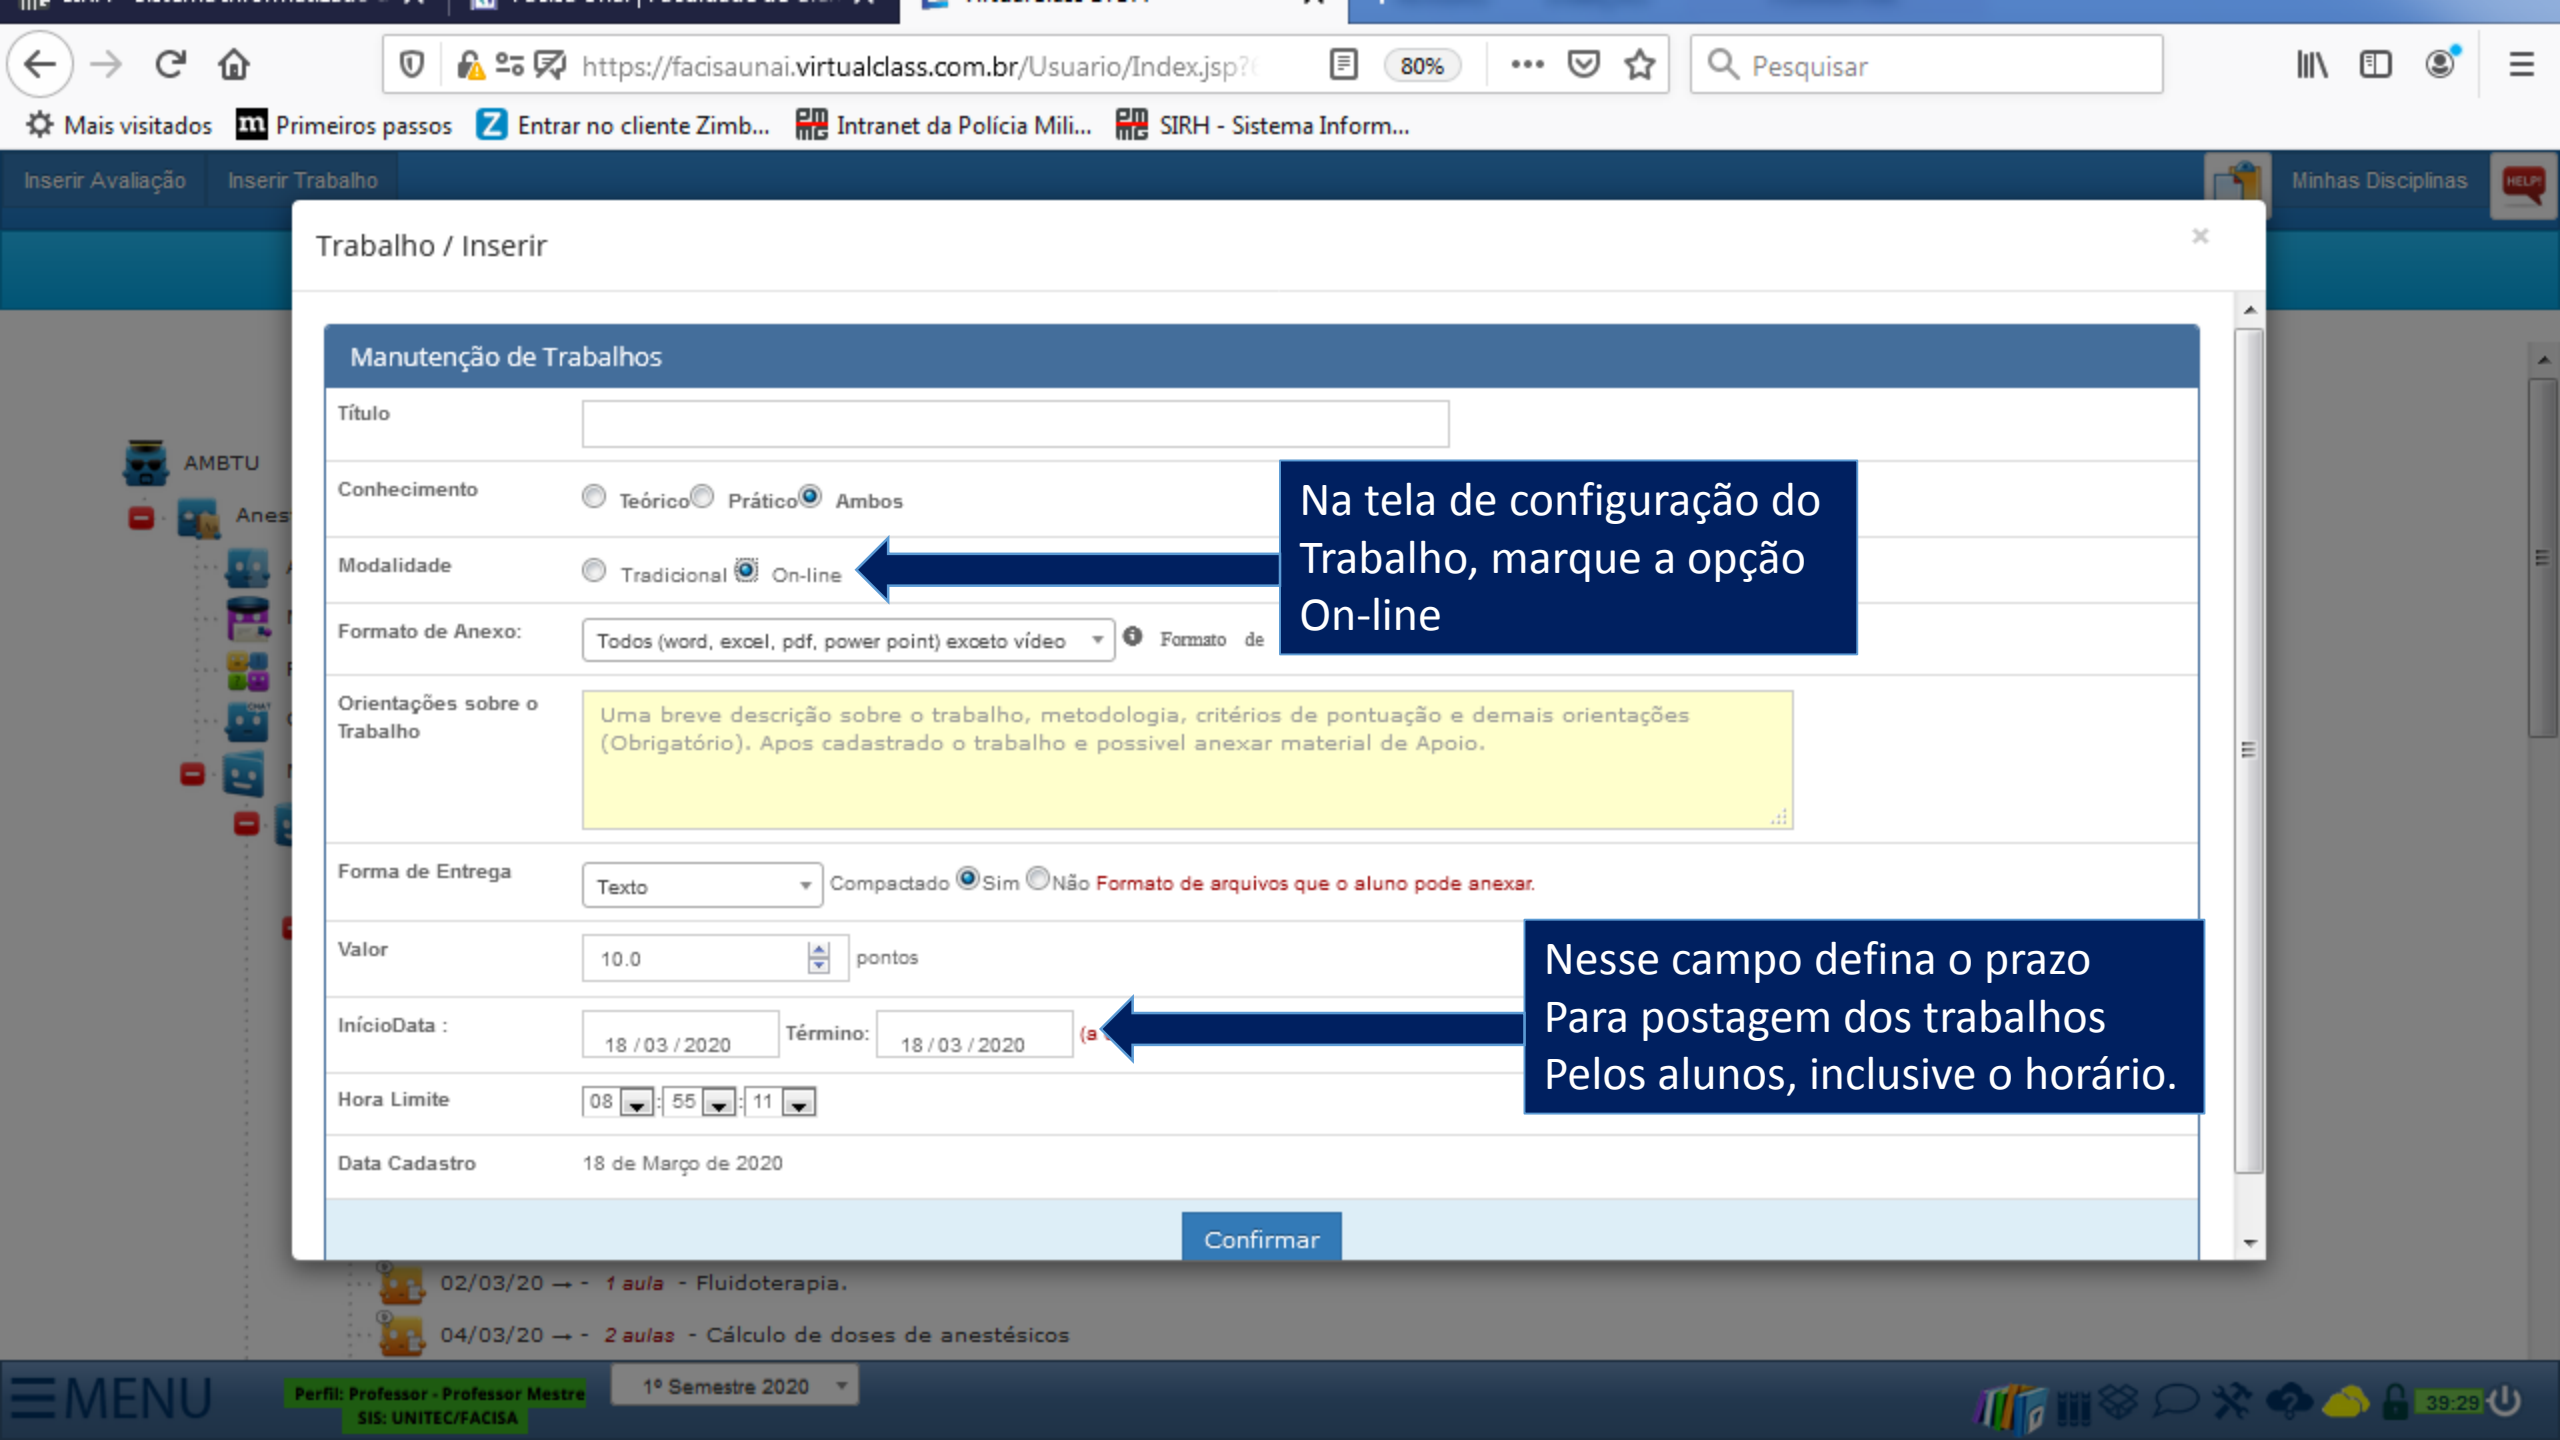 https://facisaunai.virtualclass.com.br/Usuario/Index.jsp?
80%
Pesquisar
Mais visitados
Primeiros passos
Entrar no cliente Zimb...
Intranet da Polícia Mili...
SIRH - Sistema Inform...
Inserir Avaliação
Inserir Trabalho
Minhas Disciplinas
HELP!
Trabalho / Inserir
×
Manutenção de Trabalhos
Título
AMBTU
Conhecimento
Teórico
Prático
Ambos
Na tela de configuração do
Trabalho, marque a opção
On-line
Anes
Modalidade
Tradicional
On-line
Formato de Anexo:
Todos (word, excel, pdf, power point) exceto vídeo
Formato de
Orientações sobre o
Trabalho
Uma breve descrição sobre o trabalho, metodologia, critérios de pontuação e demais orientações
(Obrigatório). Apos cadastrado o trabalho e possivel anexar material de Apoio.
CHAT
Forma de Entrega
Texto
Compactado
Sim
Não
Formato de arquivos que o aluno pode anexar.
Valor
10.0
pontos
Nesse campo defina o prazo
Para postagem dos trabalhos
Pelos alunos, inclusive o horário.
InícioData :
18 / 03 / 2020
Término:
18 / 03 / 2020
(a
Hora Limite
08 : 55 : 11
Data Cadastro
18 de Março de 2020
Confirmar
02/03/20 → - 1 aula - Fluidoterapia.
04/03/20 → - 2 aulas - Cálculo de doses de anestésicos
MENU
Perfil: Professor - Professor Mestre
SIS: UNITEC/FACISA
1º Semestre 2020
39:29